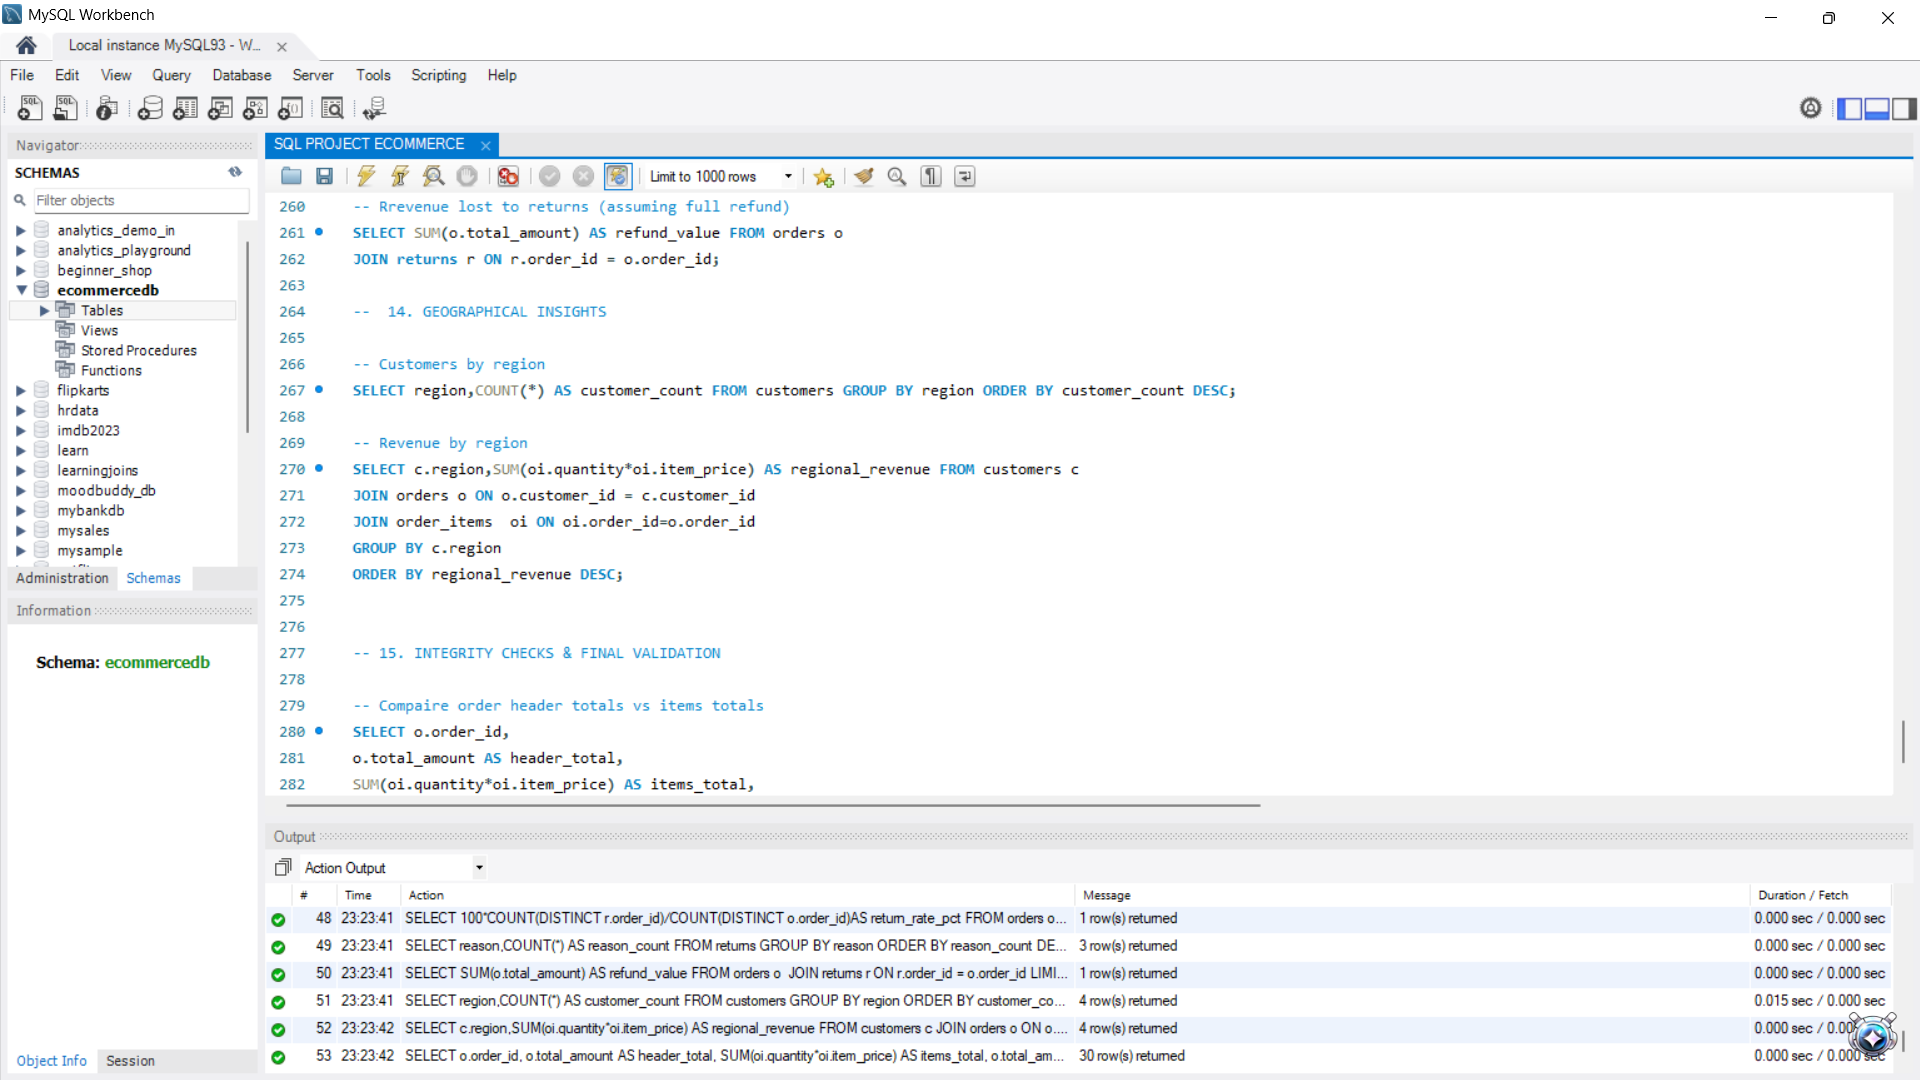 MySQL Workbench
Local instance MySQL93 - W...
File Edit View Query Database Server Tools Scripting Help
Navigator
SCHEMAS
Filter objects
analytics_demo_in
analytics_playground
beginner_shop
ecommercedb
Tables
Views
Stored Procedures
Functions
flipkarts
hrdata
imdb2023
learn
learningjoins
moodbuddy_db
mybankdb
mysales
mysample
Administration Schemas
Information
Schema: ecommercedb
Object Info Session
SQL PROJECT ECOMMERCE
Limit to 1000 rows
260 -- Rrevenue lost to returns (assuming full refund)
261 SELECT SUM(o.total_amount) AS refund_value FROM orders o
262 JOIN returns r ON r.order_id = o.order_id;
263
264 --  14. GEOGRAPHICAL INSIGHTS
265
266 -- Customers by region
267 SELECT region,COUNT(*) AS customer_count FROM customers GROUP BY region ORDER BY customer_count DESC;
268
269 -- Revenue by region
270 SELECT c.region,SUM(oi.quantity*oi.item_price) AS regional_revenue FROM customers c
271 JOIN orders o ON o.customer_id = c.customer_id
272 JOIN order_items  oi ON oi.order_id=o.order_id
273 GROUP BY c.region
274 ORDER BY regional_revenue DESC;
275
276
277 -- 15. INTEGRITY CHECKS & FINAL VALIDATION
278
279 -- Compaire order header totals vs items totals
280 SELECT o.order_id,
281 o.total_amount AS header_total,
282 SUM(oi.quantity*oi.item_price) AS items_total,
Output
Action Output
# Time Action Message Duration / Fetch
48 23:23:41 SELECT 100*COUNT(DISTINCT r.order_id)/COUNT(DISTINCT o.order_id)AS return_rate_pct FROM orders o... 1 row(s) returned 0.000 sec / 0.000 sec
49 23:23:41 SELECT reason,COUNT(*) AS reason_count FROM returns GROUP BY reason ORDER BY reason_count DE... 3 row(s) returned 0.000 sec / 0.000 sec
50 23:23:41 SELECT SUM(o.total_amount) AS refund_value FROM orders o  JOIN returns r ON r.order_id = o.order_id LIMI... 1 row(s) returned 0.000 sec / 0.000 sec
51 23:23:41 SELECT region,COUNT(*) AS customer_count FROM customers GROUP BY region ORDER BY customer_co... 4 row(s) returned 0.015 sec / 0.000 sec
52 23:23:42 SELECT c.region,SUM(oi.quantity*oi.item_price) AS regional_revenue FROM customers c JOIN orders o ON o.... 4 row(s) returned 0.000 sec /
53 23:23:42 SELECT o.order_id, o.total_amount AS header_total, SUM(oi.quantity*oi.item_price) AS items_total, o.total_am... 30 row(s) returned 0.000 sec / 0.000 sec